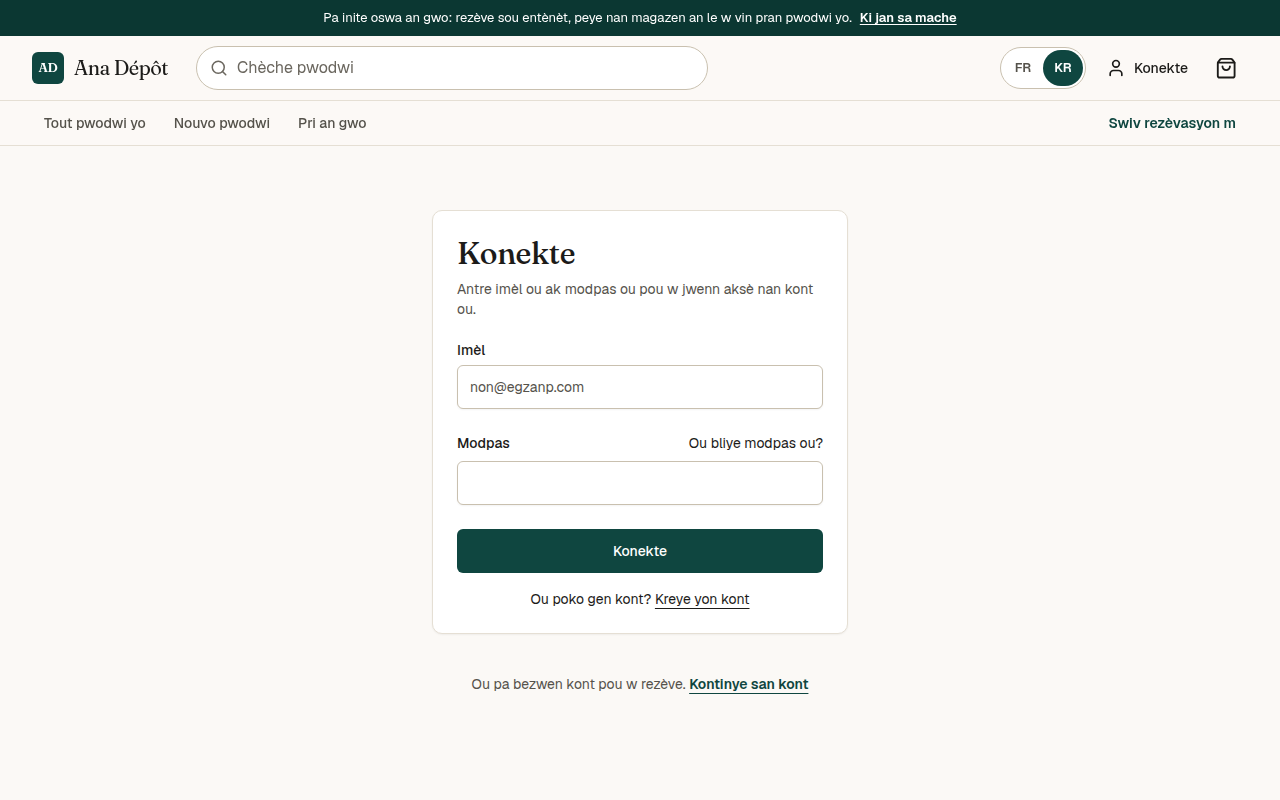 Pa inite oswa an gwo: rezève sou entènèt, peye nan magazen an le w vin pran pwodwi yo. Ki jan sa mache
AD Ana Dépôt
Chèche pwodwi
FR KR
Konekte
Tout pwodwi yo
Nouvo pwodwi
Pri an gwo
Swiv rezèvasyon m
Konekte
Antre imèl ou ak modpas ou pou w jwenn aksè nan kont
ou.
Imèl
non@egzanp.com
Modpas
Ou bliye modpas ou?
Konekte
Ou poko gen kont? Kreye yon kont
Ou pa bezwen kont pou w rezève. Kontinye san kont